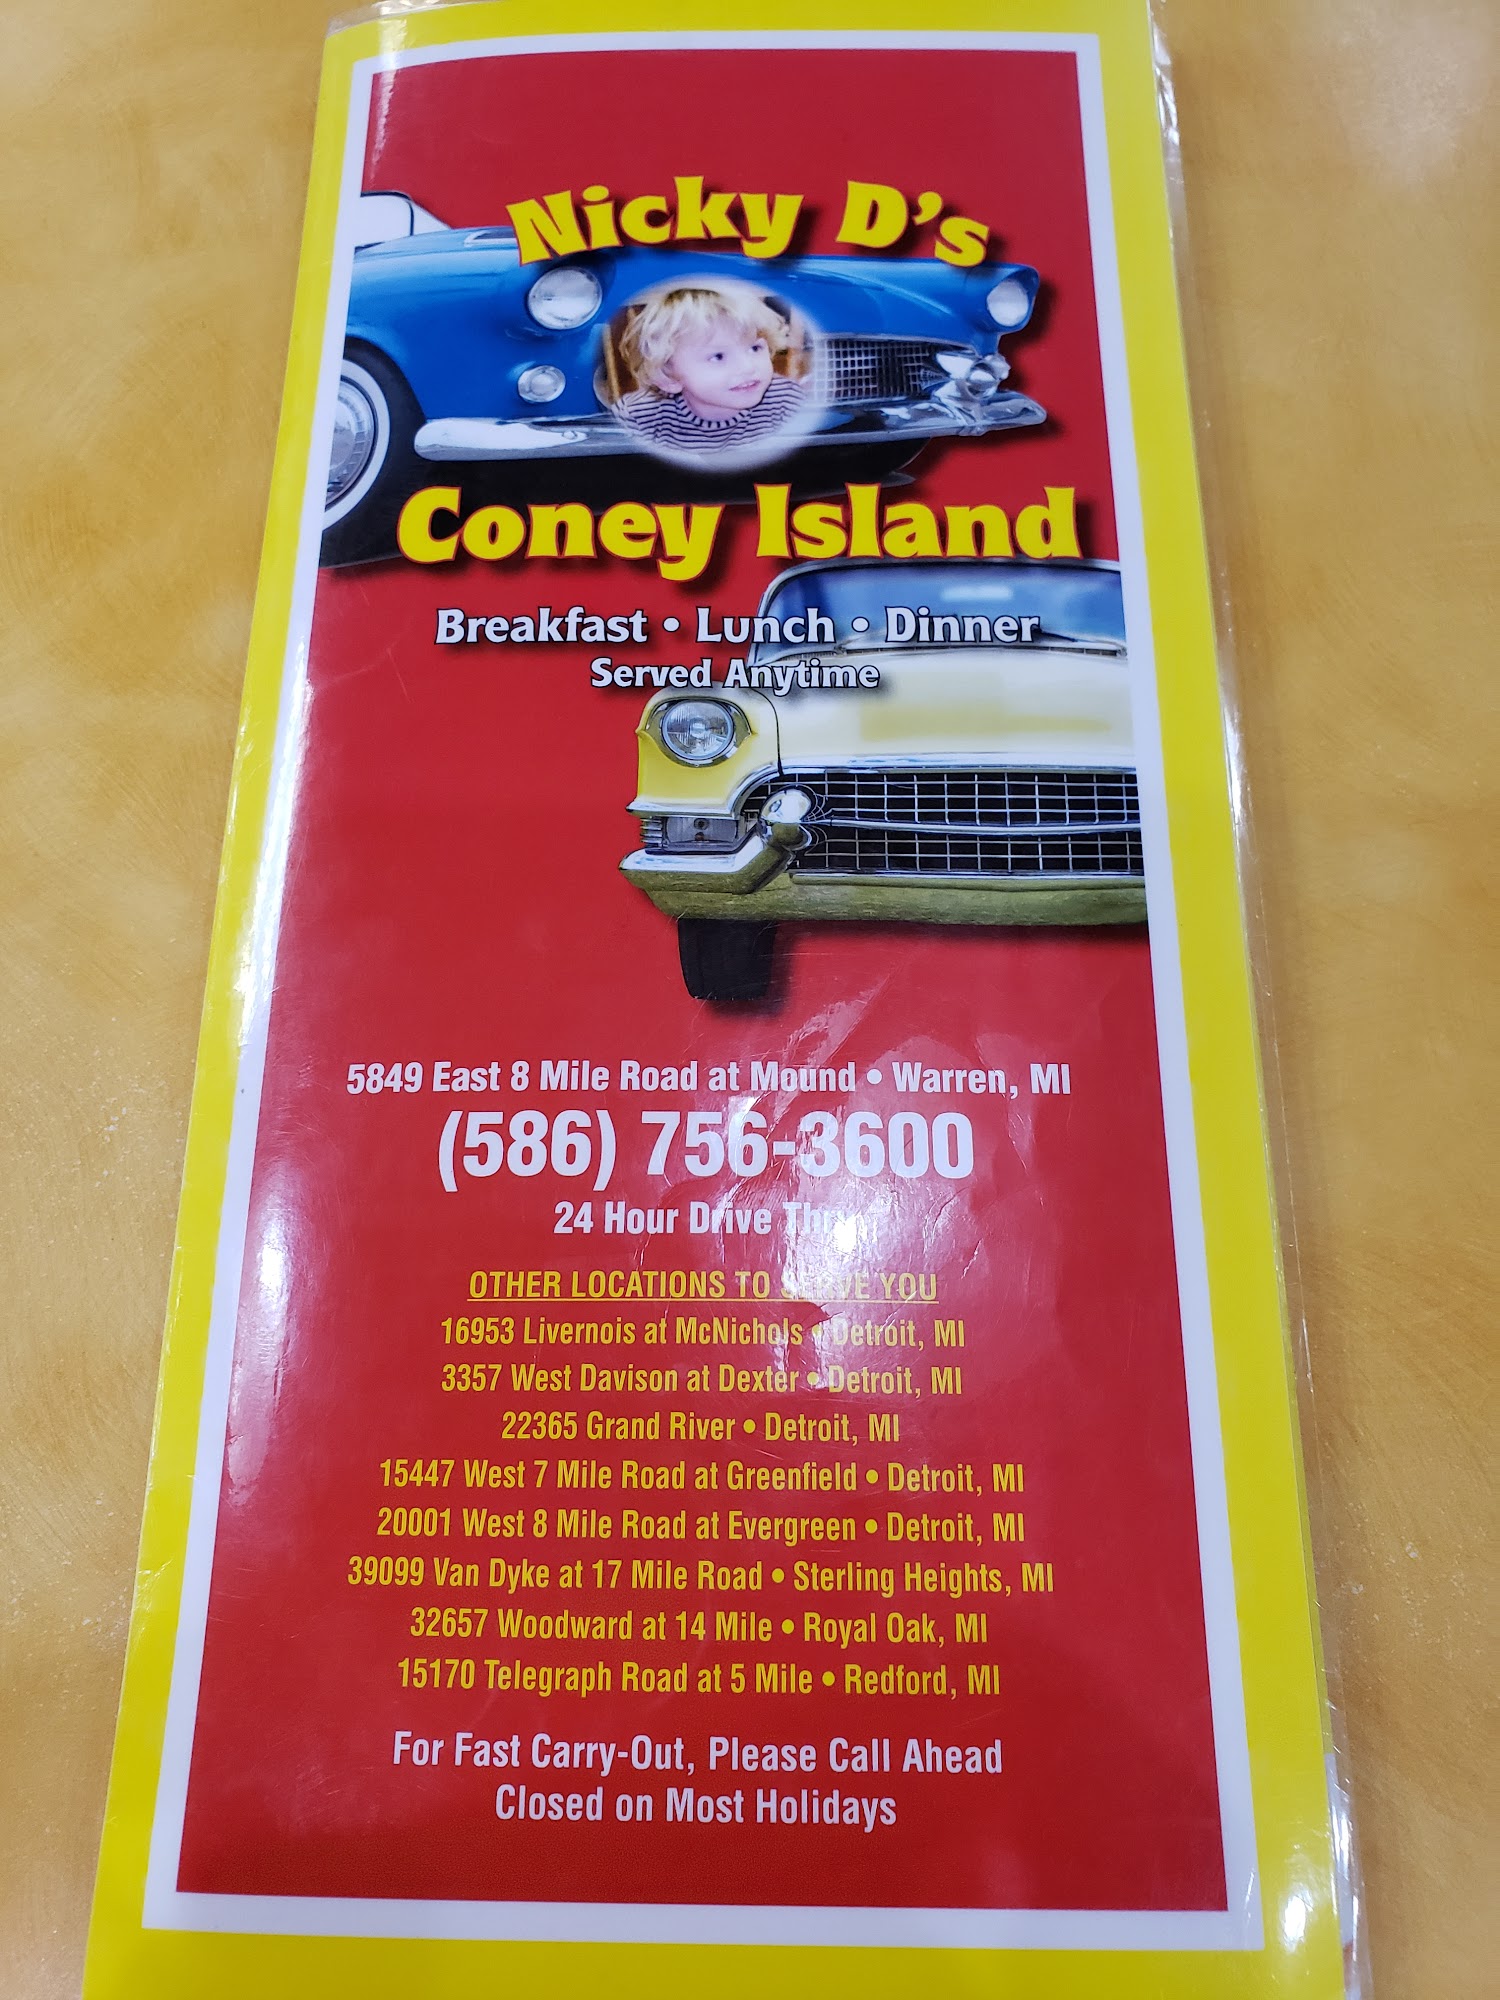 Nicky D's
Coney Island
Breakfast • Lunch • Dinner
Served Anytime
5849 East 8 Mile Road at Mound • Warren, MI
(586) 756-3600
24 Hour Drive
OTHER LOCATIONS TO SERVE YOU
16953 Livernois at McNichols • Detroit, MI
3357 West Davison at Dexter • Detroit, MI
22365 Grand River • Detroit, MI
15447 West 7 Mile Road at Greenfield • Detroit, MI
20001 West 8 Mile Road at Evergreen • Detroit, MI
39099 Van Dyke at 17 Mile Road • Sterling Heights, MI
32657 Woodward at 14 Mile • Royal Oak, MI
15170 Telegraph Road at 5 Mile • Redford, MI
For Fast Carry-Out, Please Call Ahead
Closed on Most Holidays